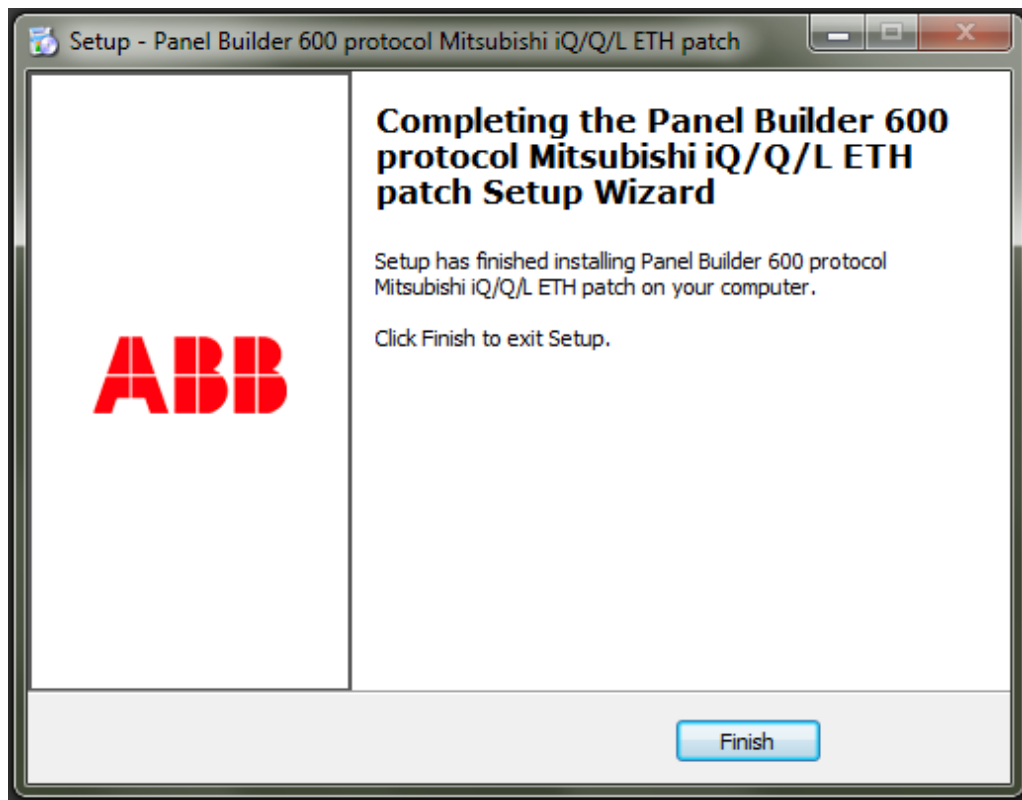 Setup - Panel Builder 600 protocol Mitsubishi iQ/Q/L ETH patch
Completing the Panel Builder 600
protocol Mitsubishi iQ/Q/L ETH
patch Setup Wizard
Setup has finished installing Panel Builder 600 protocol
Mitsubishi iQ/Q/L ETH patch on your computer.
Click Finish to exit Setup.
ABB
Finish